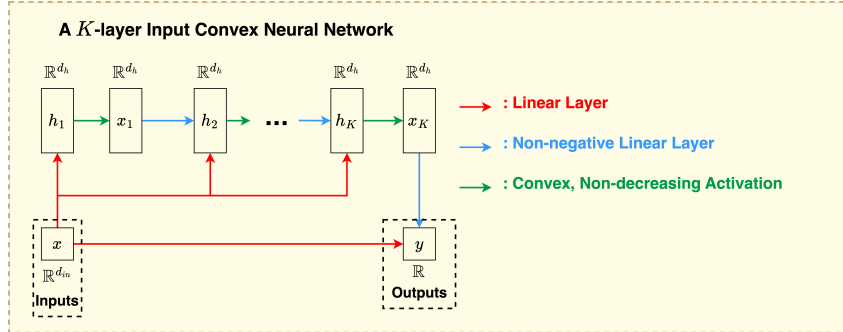 A K-layer Input Convex Neural Network
ℝ^{d_h} ℝ^{d_h} ℝ^{d_h} ℝ^{d_h} ℝ^{d_h}
h_1 x_1 h_2 ... h_K x_K
: Linear Layer
: Non-negative Linear Layer
: Convex, Non-decreasing Activation
x y
ℝ^{d_{in}} ℝ
Inputs Outputs